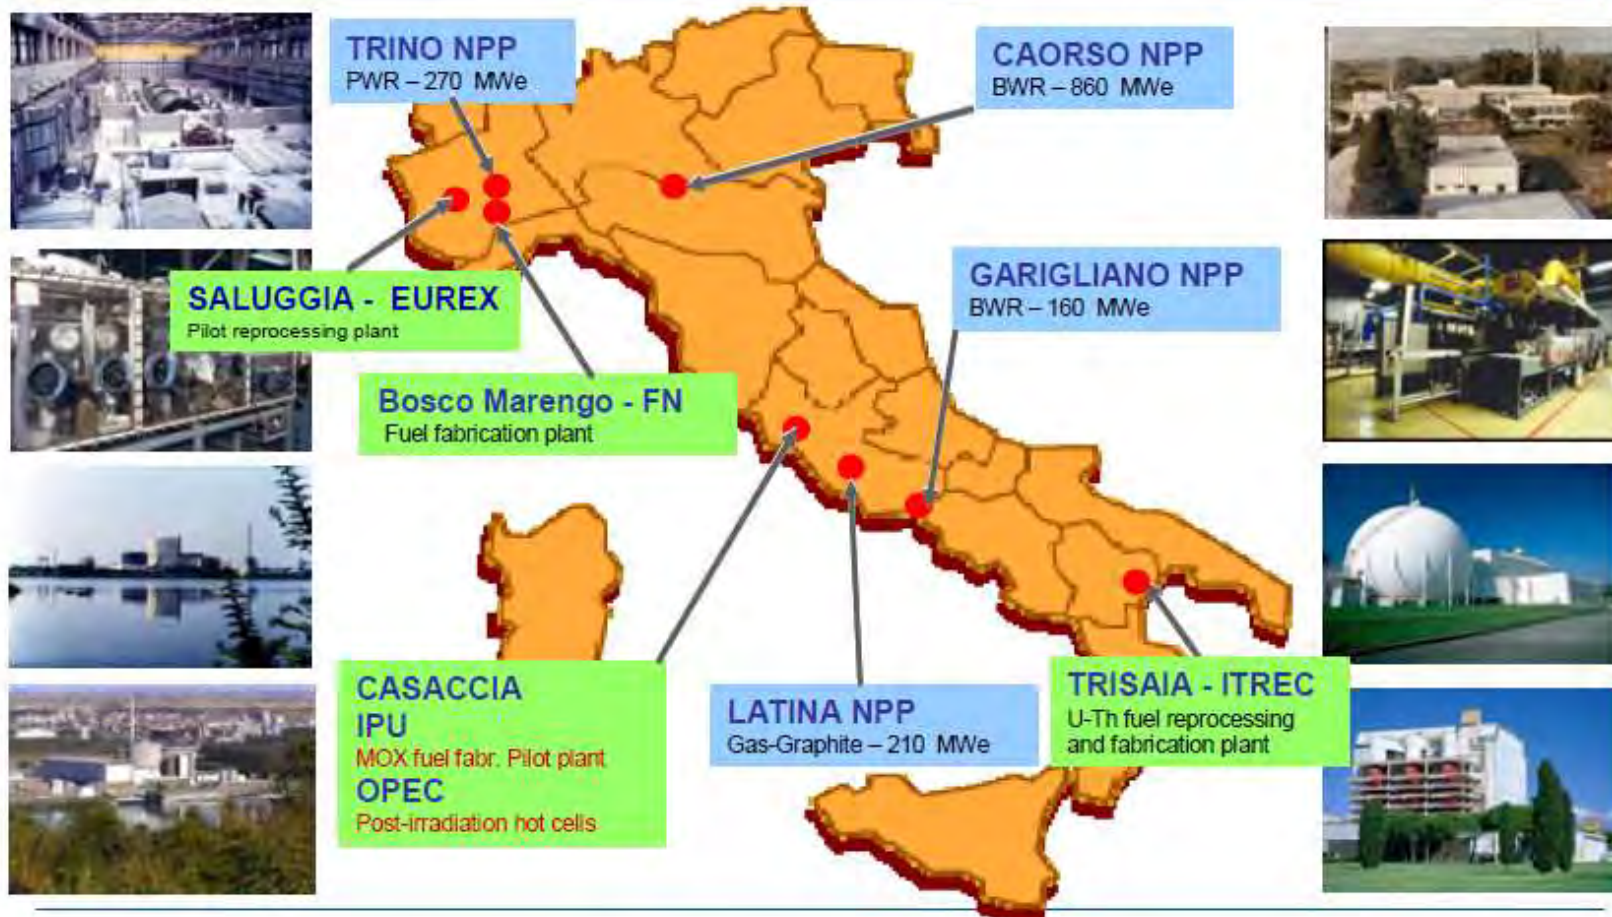 TRINO NPP
PWR – 270 MWe
CAORSO NPP
BWR – 860 MWe
SALUGGIA - EUREX
Pilot reprocessing plant
GARIGLIANO NPP
BWR – 160 MWe
Bosco Marengo - FN
Fuel fabrication plant
CASACCIA
IPU
MOX fuel fabr. Pilot plant
OPEC
Post-irradiation hot cells
LATINA NPP
Gas-Graphite – 210 MWe
TRISAIA - ITREC
U-Th fuel reprocessing
and fabrication plant